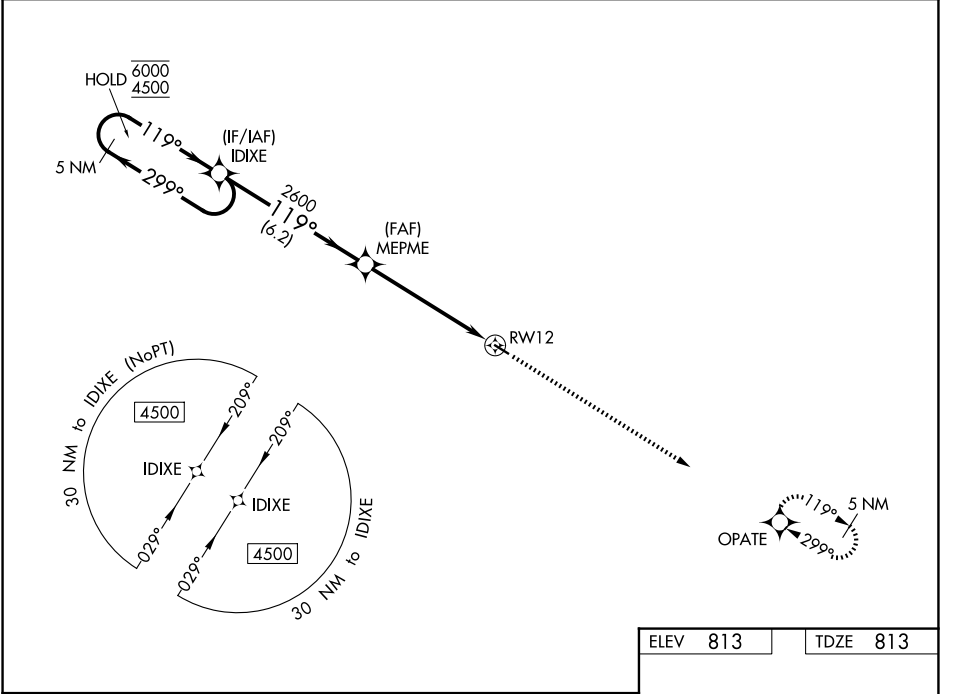 HOLD 6000
4500
119°
(IF/IAF)
IDIXE
5 NM
299°
2600
119°
(6.2)
(FAF)
MEPME
RW12
30 NM to IDIXE (NoPT)
4500
209°
IDIXE
029°
209°
IDIXE
4500
029°
30 NM to IDIXE
119°
5 NM
OPATE
299°
ELEV 813
TDZE 813